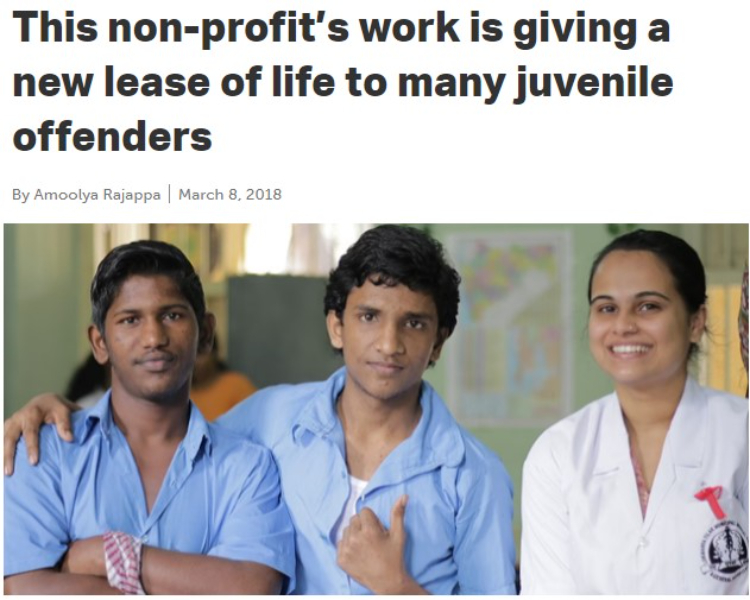 This non-profit's work is giving a
new lease of life to many juvenile
offenders
By Amoolya Rajappa | March 8, 2018